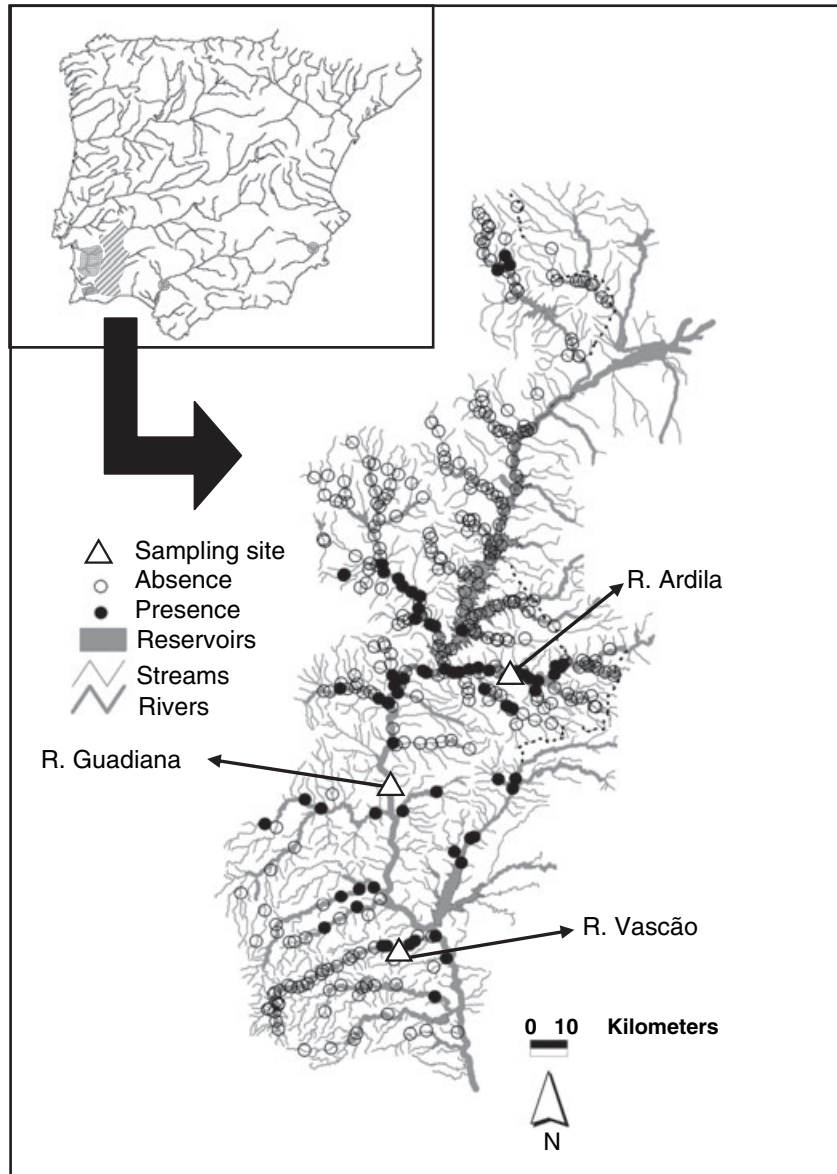 Sampling site
Absence
Presence
Reservoirs
Streams
Rivers
R. Ardila
R. Guadiana
R. Vascão
0 10 Kilometers
N